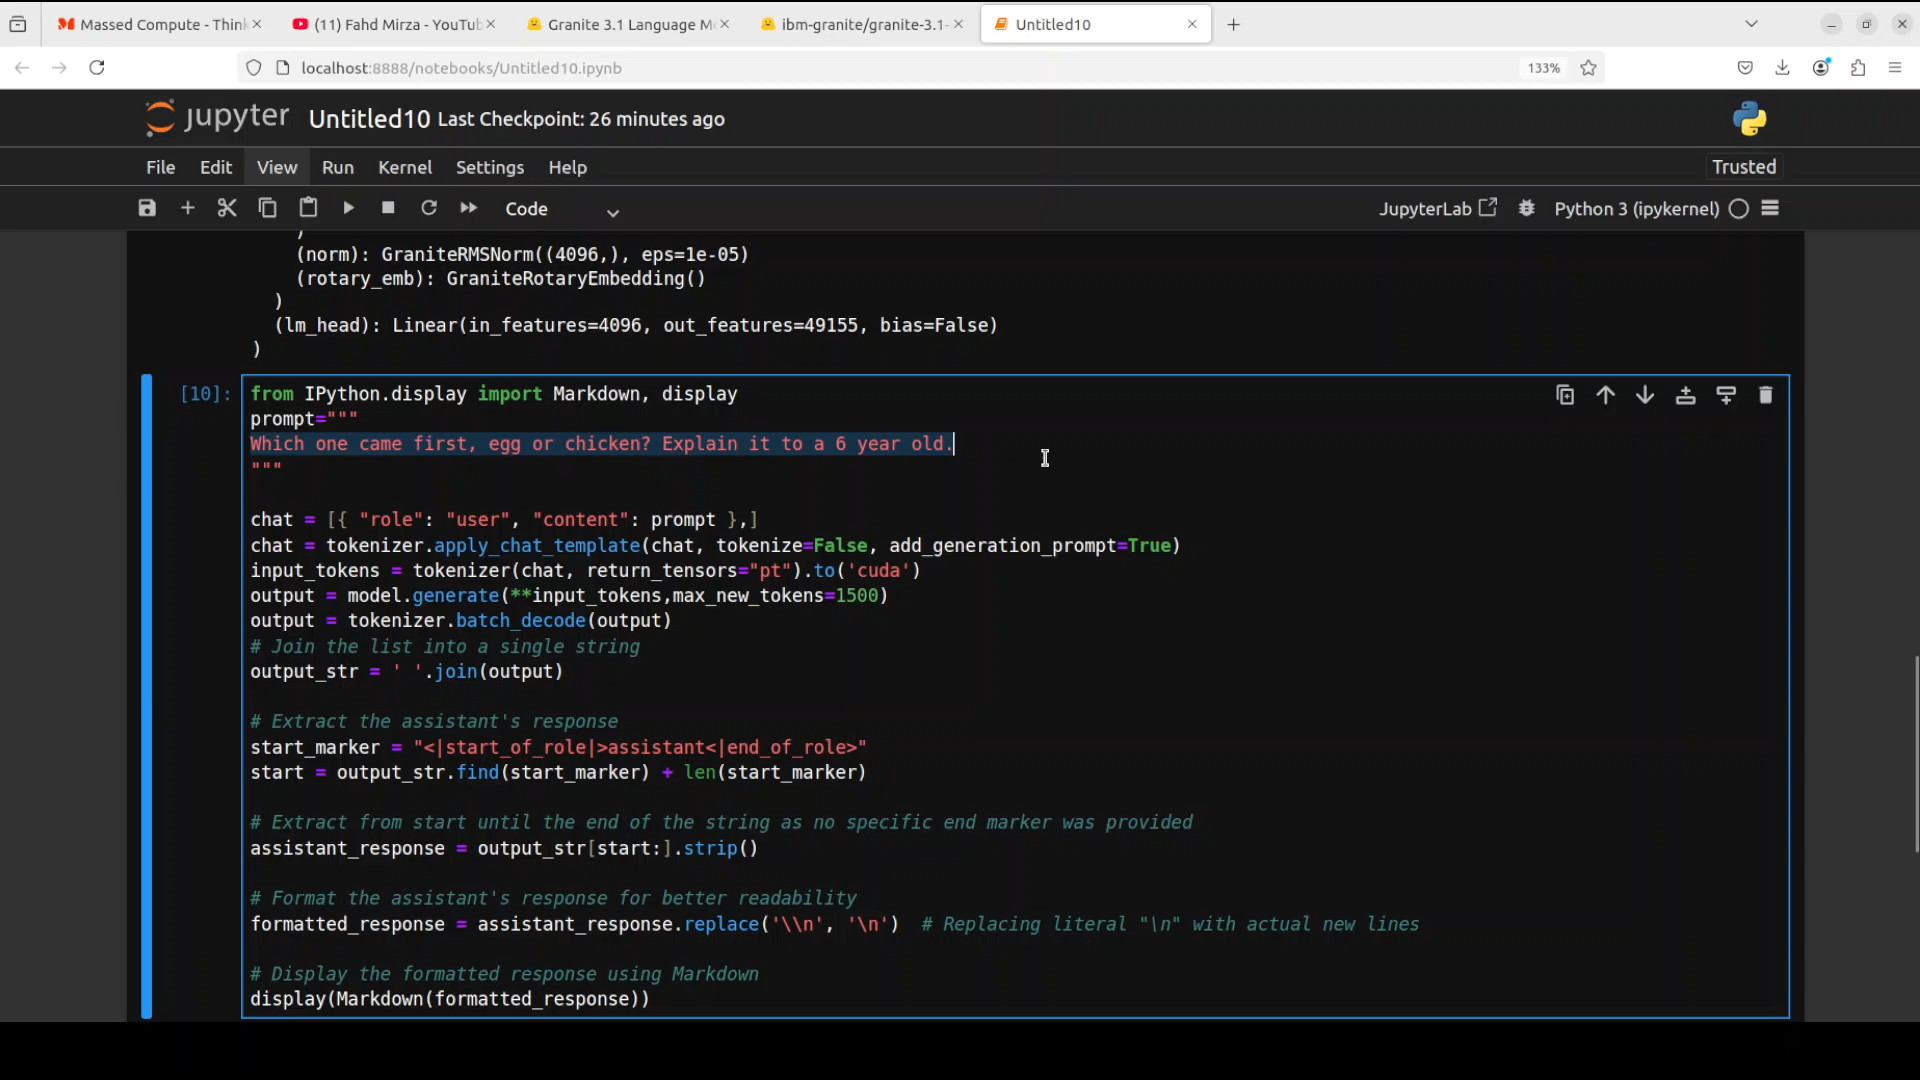 Massed Compute - Think
(11) Fahd Mirza - YouTub
Granite 3.1 Language M
ibm-granite/granite-3.1-
Untitled10
localhost:8888/notebooks/Untitled10.ipynb
133%
jupyter Untitled10 Last Checkpoint: 26 minutes ago
File Edit View Run Kernel Settings Help
Trusted
Code
JupyterLab
Python 3 (ipykernel)
)
(norm): GraniteRMSNorm((4096,), eps=1e-05)
(rotary_emb): GraniteRotaryEmbedding()
)
(lm_head): Linear(in_features=4096, out_features=49155, bias=False)
)
[10]:
from IPython.display import Markdown, display
prompt="""
Which one came first, egg or chicken? Explain it to a 6 year old.
"""
chat = [{ "role": "user", "content": prompt },]
chat = tokenizer.apply_chat_template(chat, tokenize=False, add_generation_prompt=True)
input_tokens = tokenizer(chat, return_tensors="pt").to('cuda')
output = model.generate(**input_tokens,max_new_tokens=1500)
output = tokenizer.batch_decode(output)
# Join the list into a single string
output_str = ' '.join(output)
# Extract the assistant's response
start_marker = "<|start_of_role|>assistant<|end_of_role>"
start = output_str.find(start_marker) + len(start_marker)
# Extract from start until the end of the string as no specific end marker was provided
assistant_response = output_str[start:].strip()
# Format the assistant's response for better readability
formatted_response = assistant_response.replace('\\n', '\n')  # Replacing literal "\n" with actual new lines
# Display the formatted response using Markdown
display(Markdown(formatted_response))